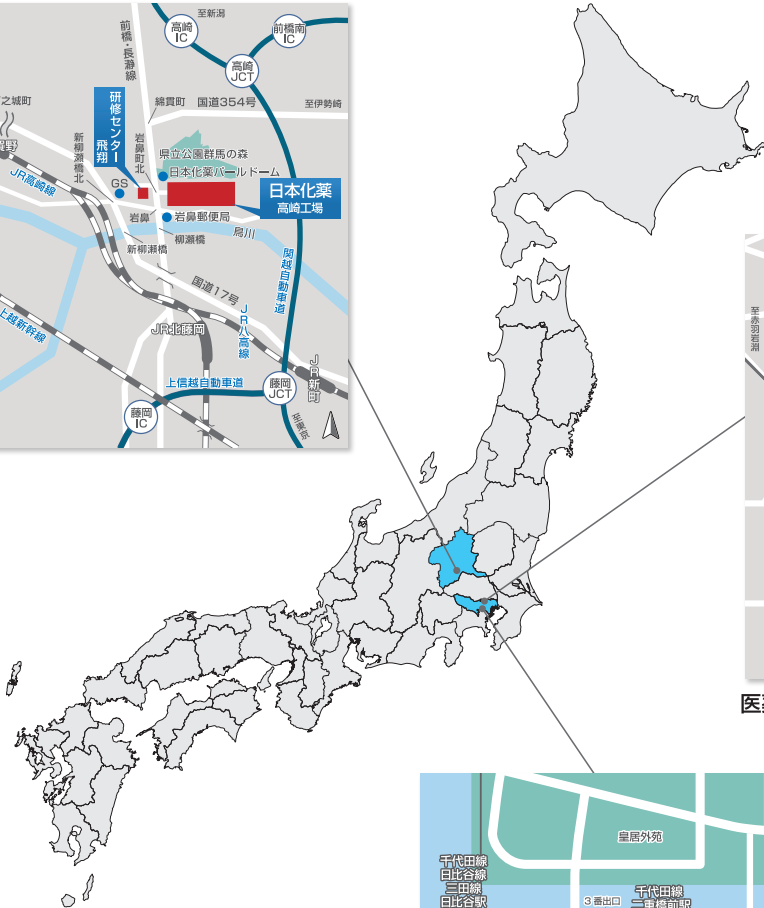 至新潟
高崎
IC
前橋南
IC
前橋・長瀞線
高崎
JCT
之城町
綿貫町
国道354号
至伊勢崎
研修センター
飛翔
新柳瀬橋北
岩鼻町北
県立公園群馬の森
日本化薬パールドーム
JR高崎線
GS
日本化薬
高崎工場
岩鼻
岩鼻郵便局
烏川
柳瀬橋
新柳瀬橋
関越自動車道
国道17号
JR八高線
上越新幹線
JR北藤岡
JR新町
上信越自動車道
藤岡
JCT
藤岡
IC
至東京
至赤羽岩淵
医薬
皇居外苑
千代田線
日比谷線
三田線
日比谷駅
3番出口
千代田線
二重橋前駅